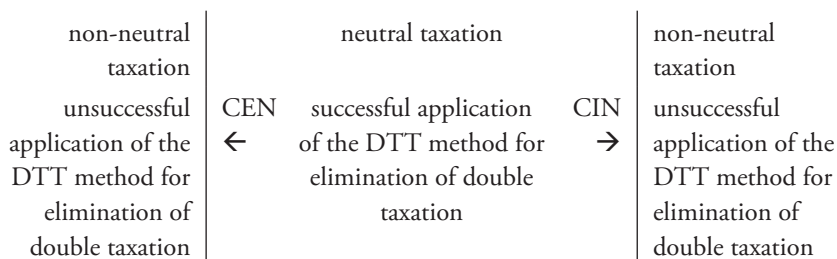 non-neutral
taxation
unsuccessful
application of the
DTT method for
elimination of
double taxation
neutral taxation
CEN
←
successful application
of the DTT method for
elimination of double
taxation
CIN
→
non-neutral
taxation
unsuccessful
application of the
DTT method for
elimination of
double taxation